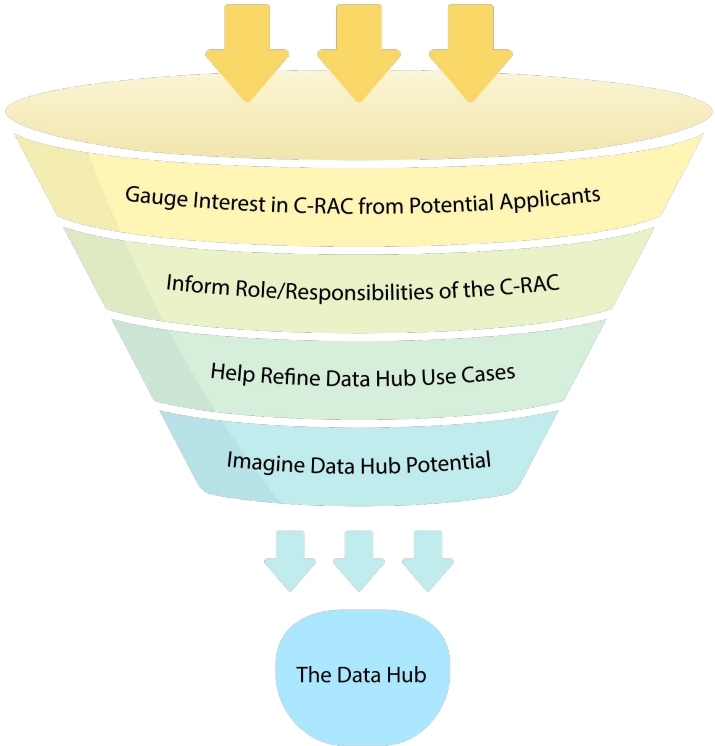 Gauge Interest in C-RAC from Potential Applicants
Inform Role/Responsibilities of the C-RAC
Help Refine Data Hub Use Cases
Imagine Data Hub Potential
The Data Hub